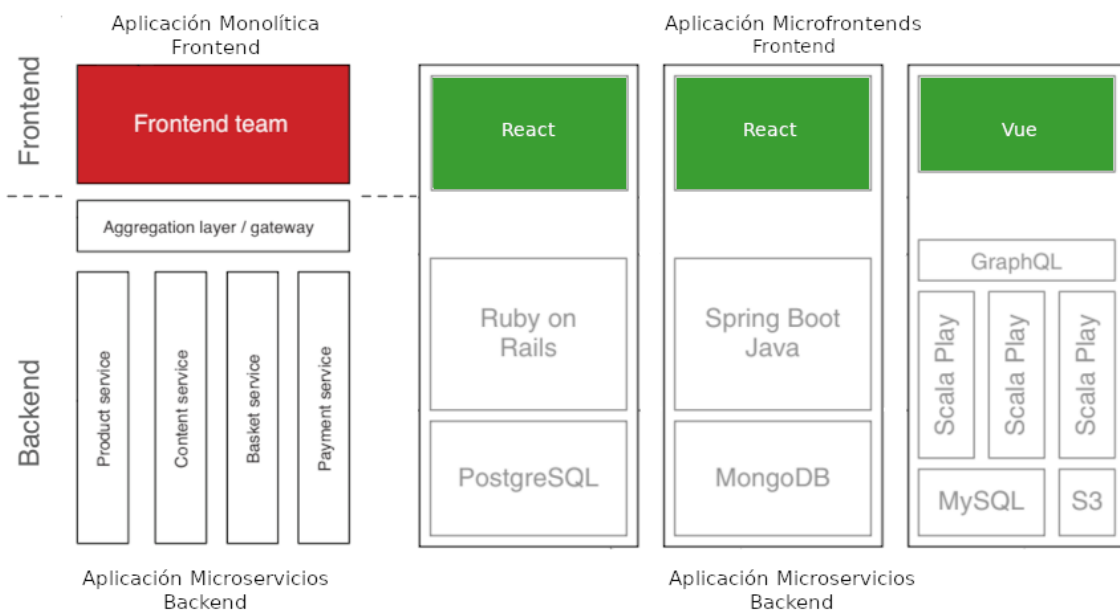 Aplicación Monolítica
Frontend
Aplicación Microfrontends
Frontend
Frontend
Frontend team
React
React
Vue
Aggregation layer / gateway
Backend
Product service
Content service
Basket service
Payment service
Ruby on
Rails
PostgreSQL
Spring Boot
Java
MongoDB
GraphQL
Scala Play
Scala Play
Scala Play
MySQL
S3
Aplicación Microservicios
Backend
Aplicación Microservicios
Backend